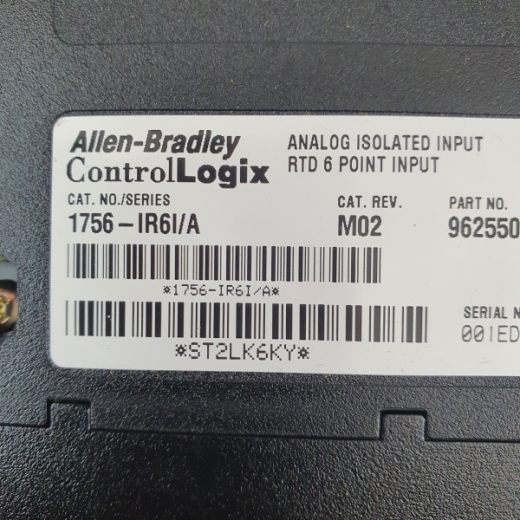 Allen-Bradley
ControlLogix
ANALOG ISOLATED INPUT
RTD 6 POINT INPUT
CAT. NO./SERIES
1756-IR6I/A
CAT. REV.
M02
PART NO.
962550
*1756-IR6I/A*
*ST2LK6KY*
SERIAL N
001ED